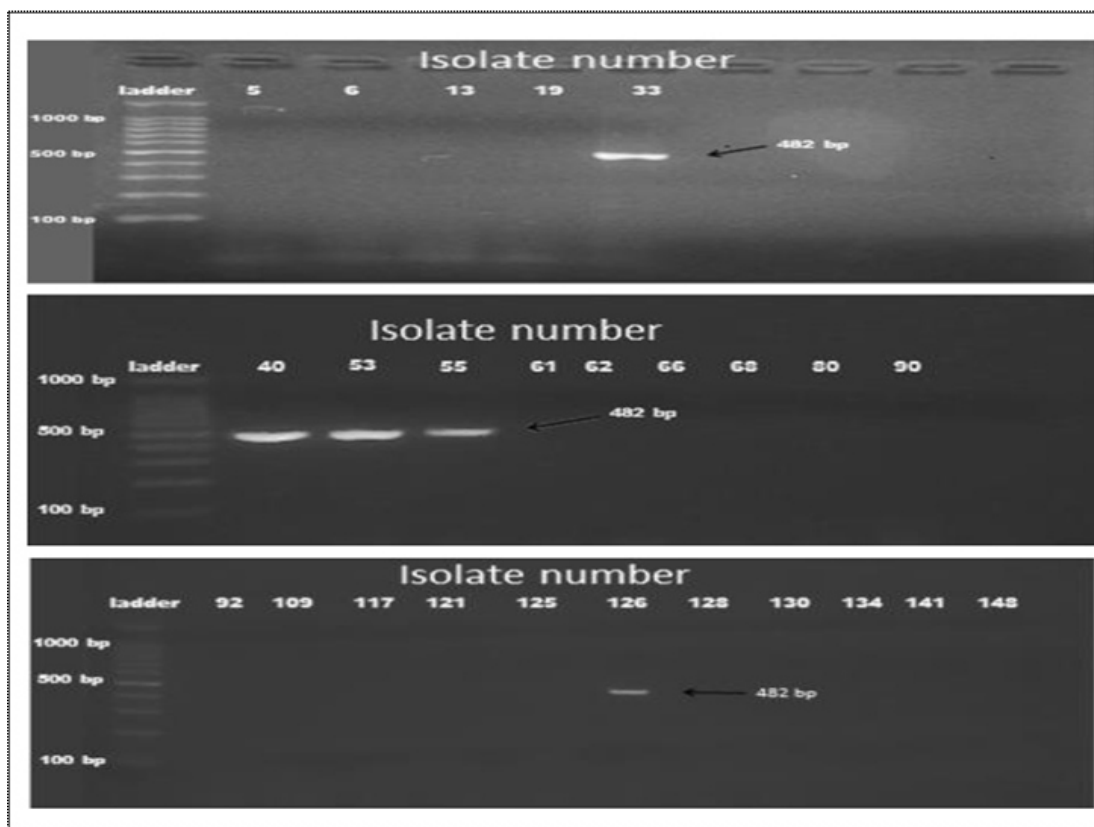 Isolate number
ladder 5 6 13 19 33
1000 bp
500 bp
482 bp
100 bp
Isolate number
ladder 40 53 55 61 62 66 68 80 90
1000 bp
482 bp
500 bp
100 bp
Isolate number
ladder 92 109 117 121 125 126 128 130 134 141 148
1000 bp
500 bp
482 bp
100 bp